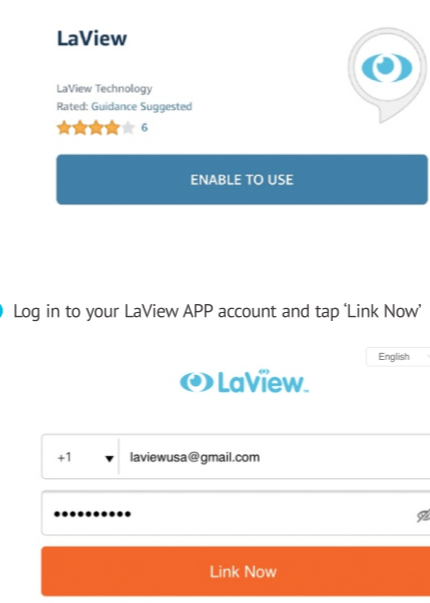 LaView
LaView Technology
Rated: Guidance Suggested
6
ENABLE TO USE
Log in to your LaView APP account and tap ‘Link Now’
English
LaView.
+1 laviewusa@gmail.com
••••••••••
Link Now